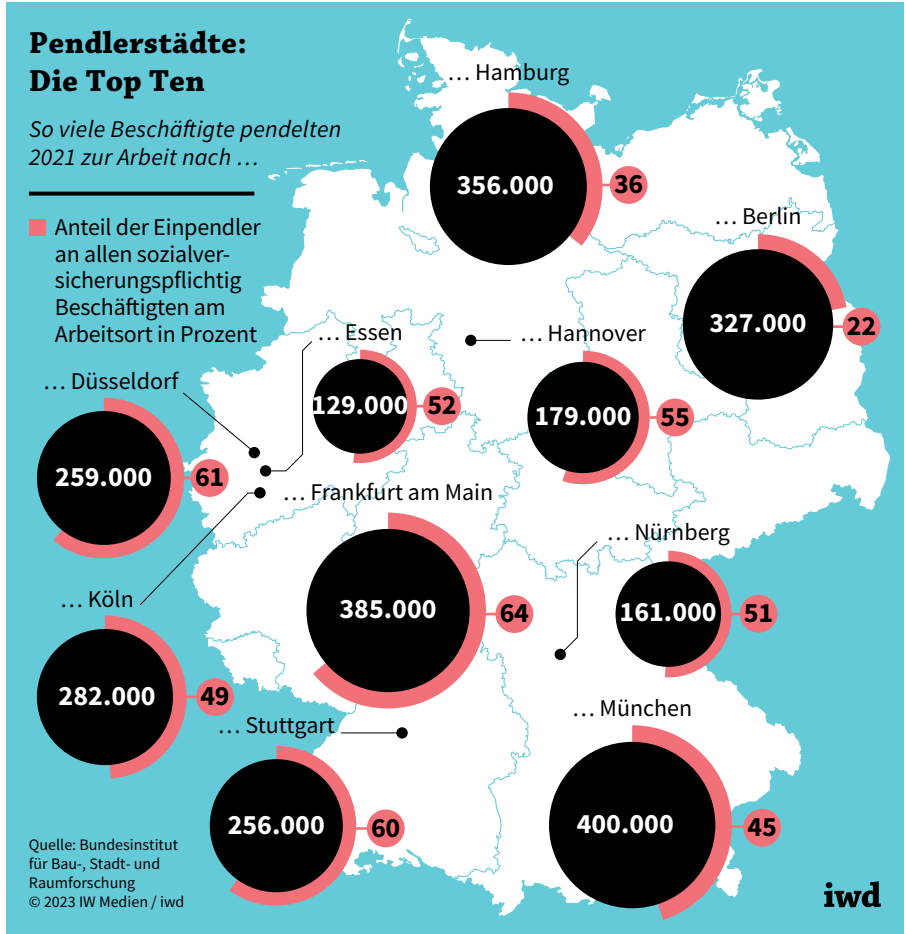 Pendlerstädte:
Die Top Ten
So viele Beschäftigte pendelten
2021 zur Arbeit nach …
Anteil der Einpendler
an allen sozialver-
sicherungspflichtig
Beschäftigten am
Arbeitsort in Prozent
… Hamburg
356.000
36
… Berlin
327.000
22
… Essen
129.000
52
… Hannover
179.000
55
… Düsseldorf
259.000
61
… Frankfurt am Main
385.000
64
… Nürnberg
161.000
51
… Köln
282.000
49
… Stuttgart
256.000
60
… München
400.000
45
Quelle: Bundesinstitut
für Bau-, Stadt- und
Raumforschung
© 2023 IW Medien / iwd
iwd